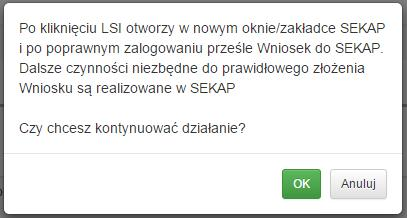 Po kliknięciu LSI otworzy w nowym oknie/zakładce SEKAP
i po poprawnym zalogowaniu prześle Wniosek do SEKAP.
Dalsze czynności niezbędne do prawidłowego złożenia
Wniosku są realizowane w SEKAP
Czy chcesz kontynuować działanie?
OK Anuluj